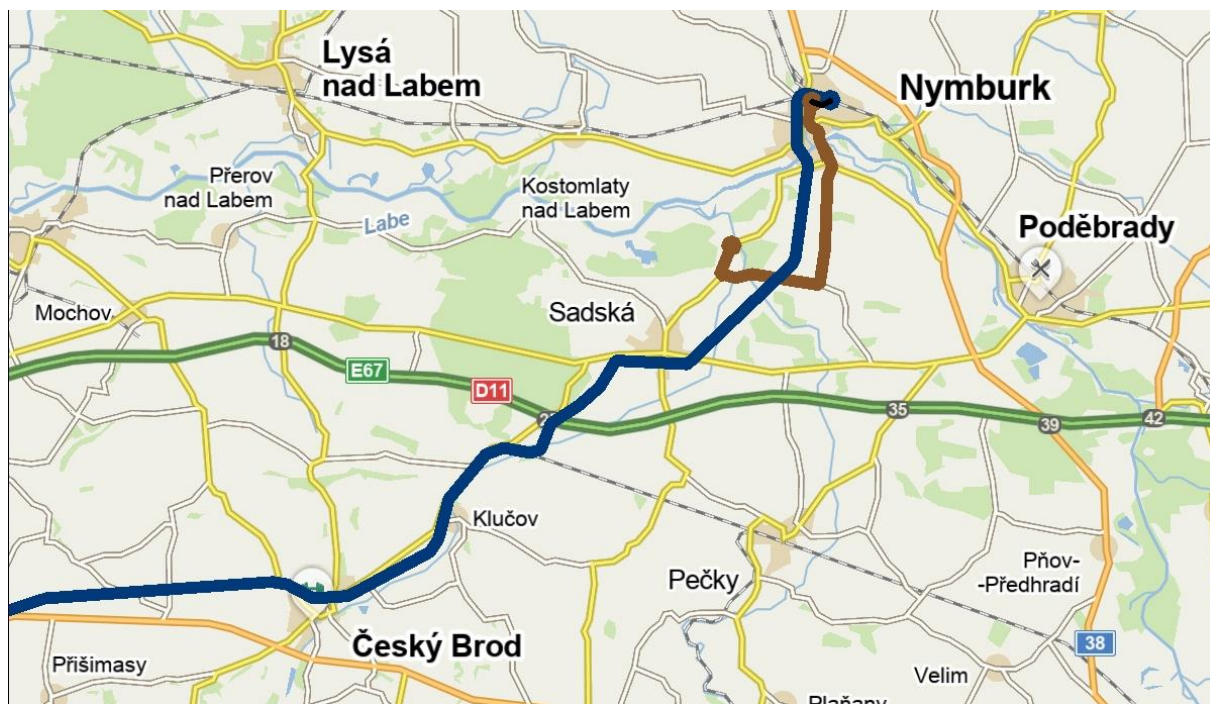 Lysá
nad Labem
Nymburk
Přerov
nad Labem
Labe
Kostomlaty
nad Labem
Poděbrady
Mochov
Sadská
18
E67
D11
35
39
42
Klučov
Pečky
Pňov-
-Předhradí
Český Brod
38
Přišimasy
Velim
Plaňany